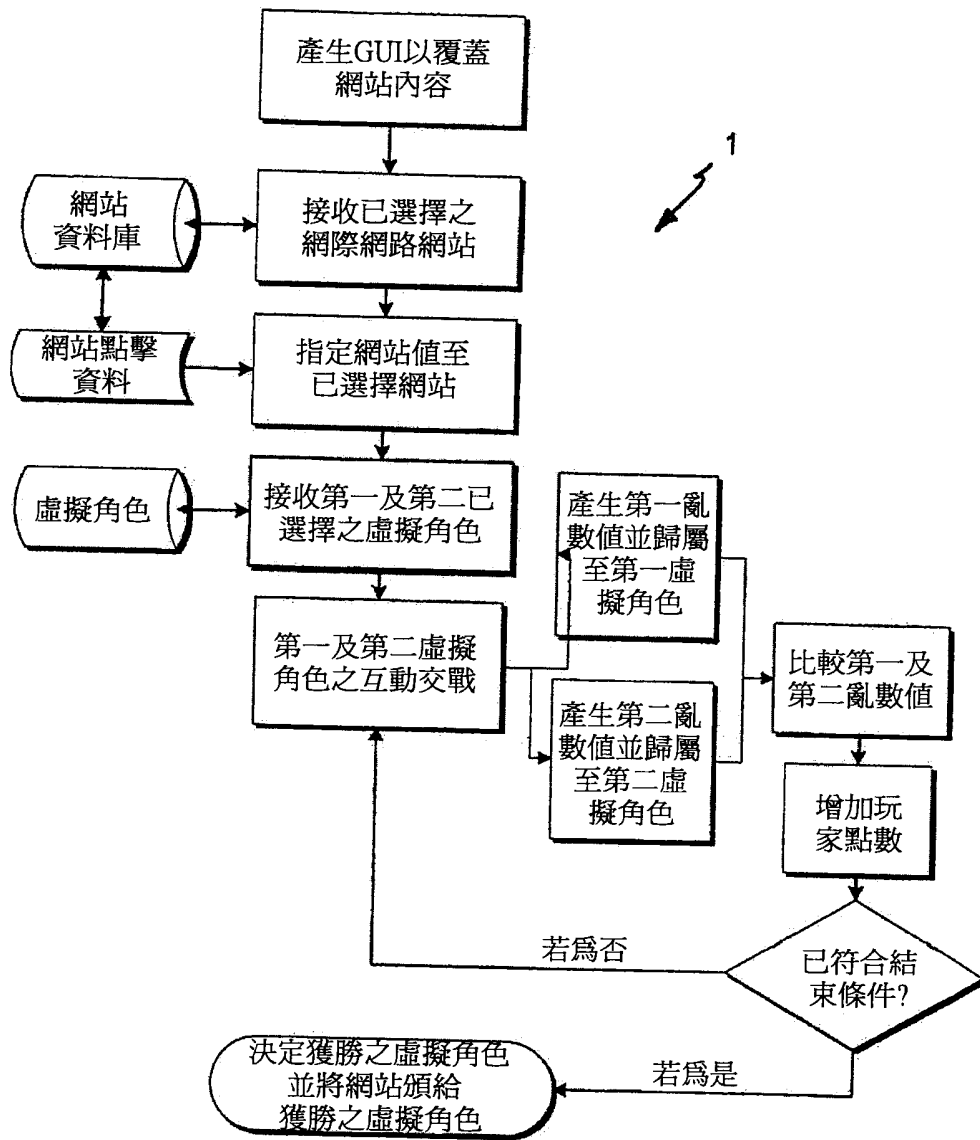 產生GUI以覆蓋
網站內容
1
網站
資料庫
接收已選擇之
網際網路網站
網站點擊
資料
指定網站值至
已選擇網站
虛擬角色
接收第一及第二已
選擇之虛擬角色
產生第一亂
數值並歸屬
至第一虛
擬角色
第一及第二虛擬
角色之互動交戰
比較第一及
第二亂數值
產生第二亂
數值並歸屬
至第二虛
擬角色
增加玩
家點數
若爲否
已符合結
束條件?
決定獲勝之虛擬角色
並將網站頒給
獲勝之虛擬角色
若爲是